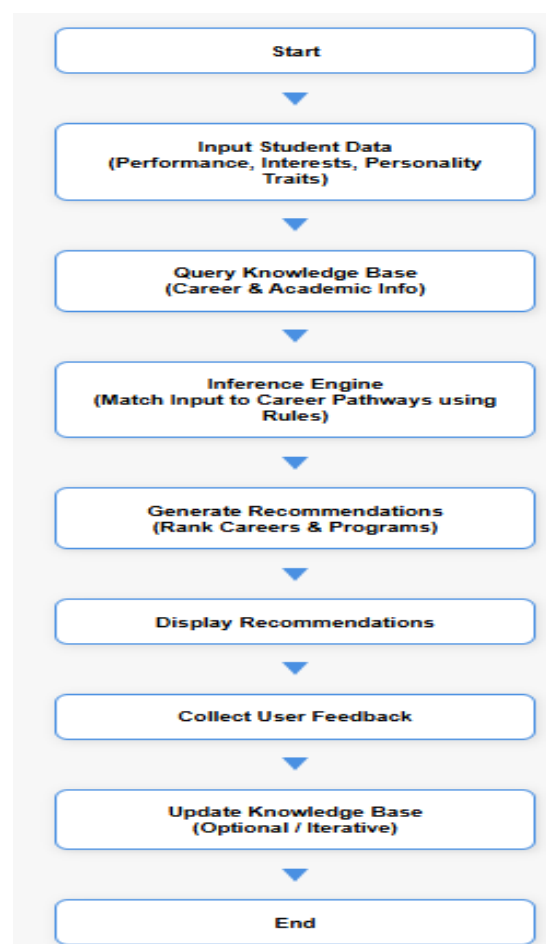 Start
Input Student Data
(Performance, Interests, Personality
Traits)
Query Knowledge Base
(Career & Academic Info)
Inference Engine
(Match Input to Career Pathways using
Rules)
Generate Recommendations
(Rank Careers & Programs)
Display Recommendations
Collect User Feedback
Update Knowledge Base
(Optional / Iterative)
End